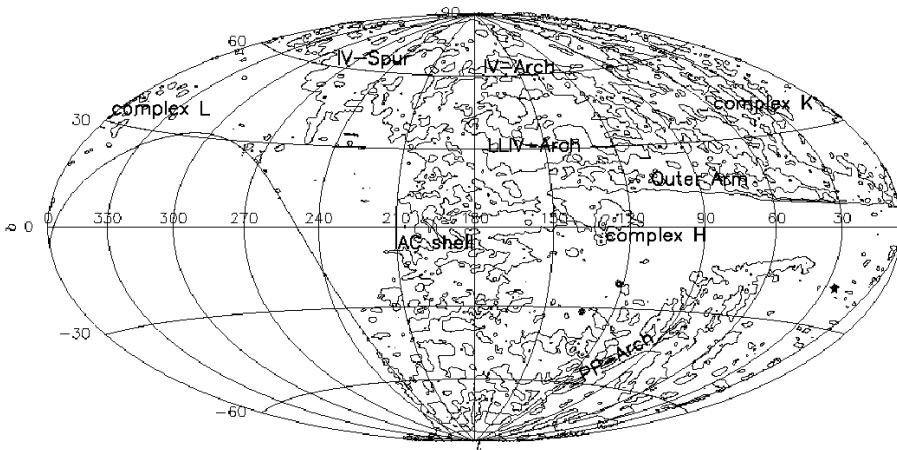 90
60
IV-Spur
IV-Arch
complex L
complex K
30
LLIV-Arch
Outer Arm
b 0
0 330 300 270 240 210 180 150 120 90 60 30
AC shell
complex H
-30
PP-Arch
-60
l